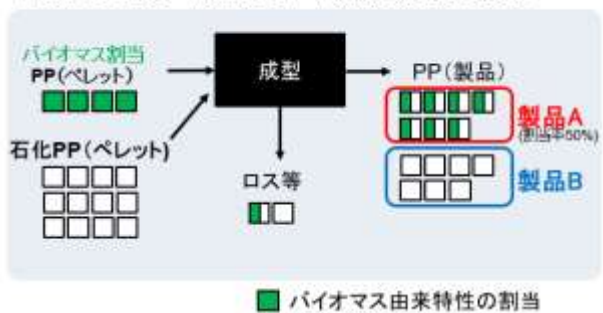 バイオマス割当
PP(ペレット)
石化PP(ペレット)
成型
ロス等
PP(製品)
製品A
(割当率50%)
製品B
バイオマス由来特性の割当